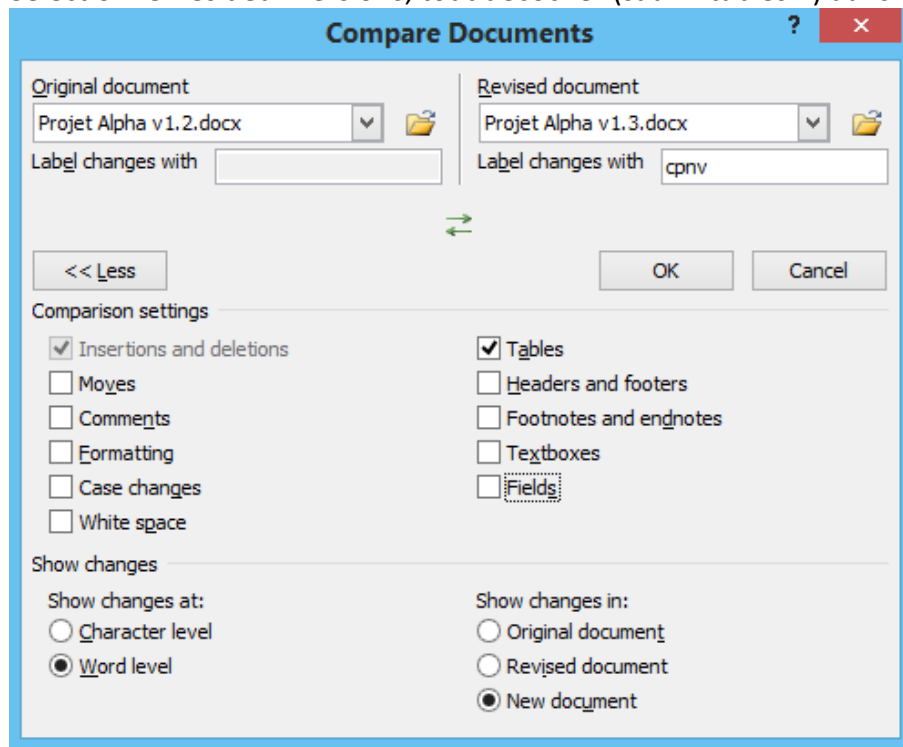 Compare Documents ? ×
Original document Revised document
Projet Alpha v1.2.docx Projet Alpha v1.3.docx
Label changes with Label changes with cpnv
<< Less OK Cancel
Comparison settings
Insertions and deletions Tables
Moves Headers and footers
Comments Footnotes and endnotes
Formatting Textboxes
Case changes Fields
White space
Show changes
Show changes at: Show changes in:
Character level Original document
Word level Revised document
New document